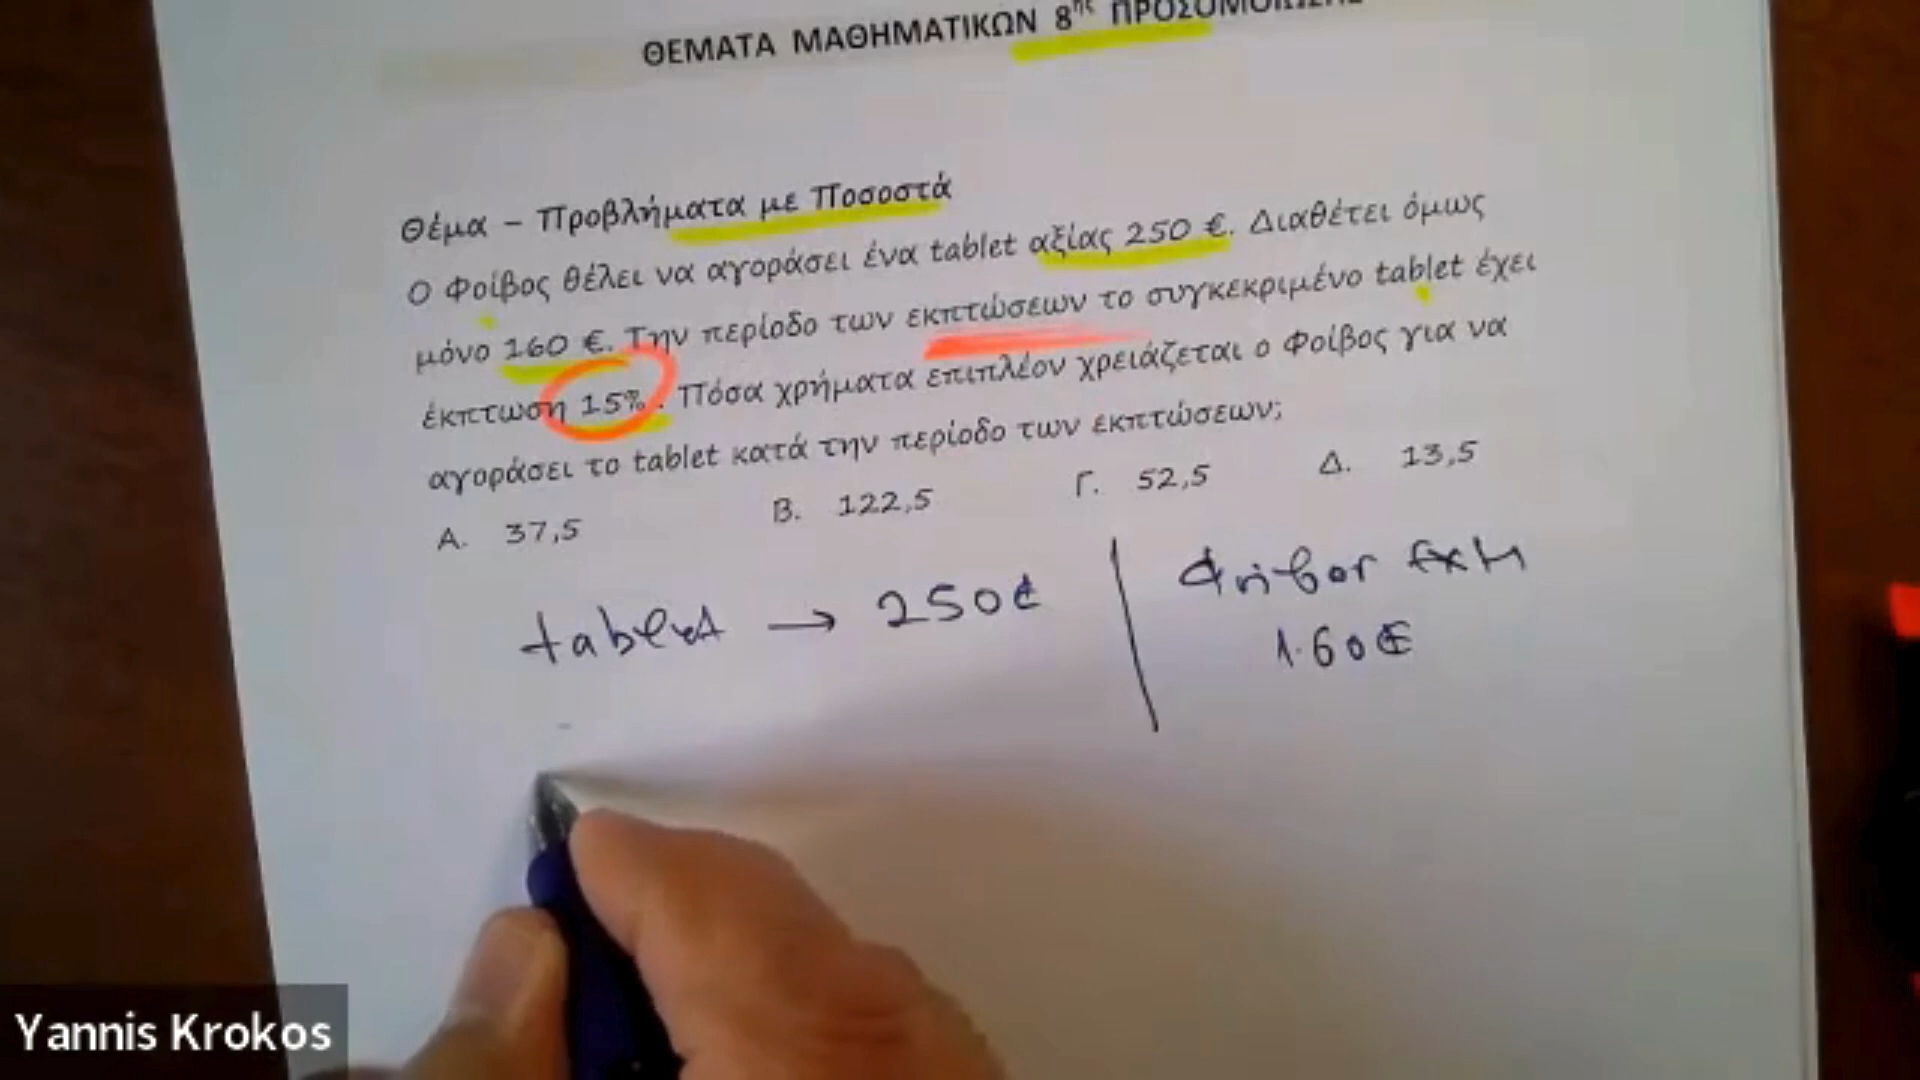 ΘΕΜΑΤΑ ΜΑΘΗΜΑΤΙΚΩΝ 8ης ΠΡΟΣΟΜΟΙΩΣΗΣ
Θέμα – Προβλήματα με Ποσοστά
Ο Φοίβος θέλει να αγοράσει ένα tablet αξίας 250 €. Διαθέτει όμως
μόνο 160 €. Την περίοδο των εκπτώσεων το συγκεκριμένο tablet έχει
έκπτωση 15%. Πόσα χρήματα επιπλέον χρειάζεται ο Φοίβος για να
αγοράσει το tablet κατά την περίοδο των εκπτώσεων;
Α. 37,5 Β. 122,5 Γ. 52,5 Δ. 13,5
tablet → 250€
Φοίβος έχει
160€
Yannis Krokos